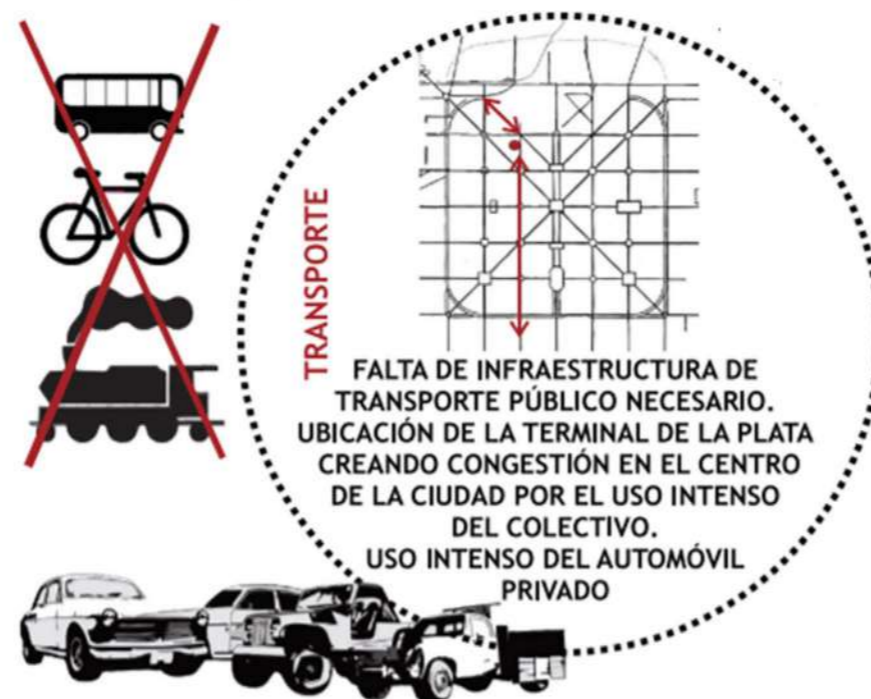 TRANSPORTE
FALTA DE INFRAESTRUCTURA DE
TRANSPORTE PÚBLICO NECESARIO.
UBICACIÓN DE LA TERMINAL DE LA PLATA
CREANDO CONGESTIÓN EN EL CENTRO
DE LA CIUDAD POR EL USO INTENSO
DEL COLECTIVO.
USO INTENSO DEL AUTOMÓVIL
PRIVADO